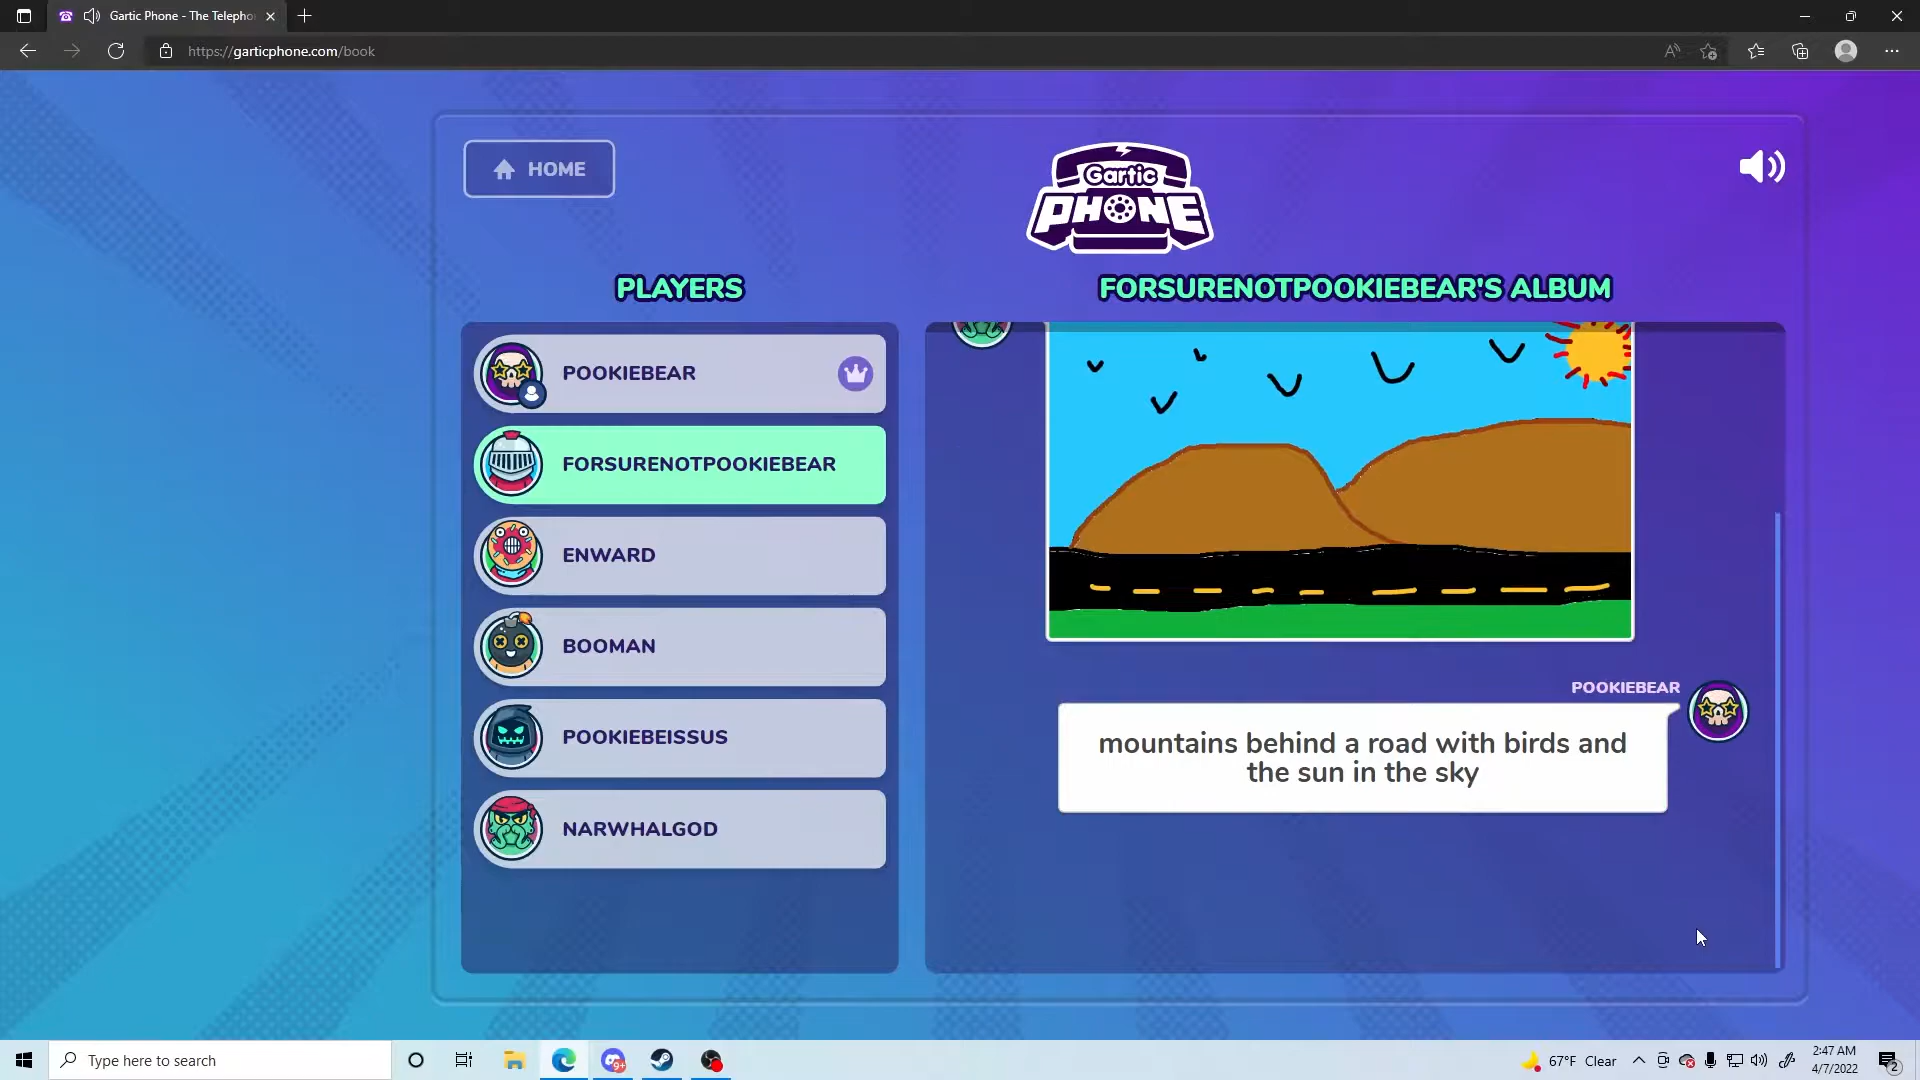 Gartic Phone - The Telepho
https://garticphone.com/book
HOME
Gartic
PHONE
PLAYERS
FORSURENOTPOOKIEBEAR'S ALBUM
POOKIEBEAR
FORSURENOTPOOKIEBEAR
ENWARD
BOOMAN
POOKIEBEISSUS
NARWHALGOD
POOKIEBEAR
mountains behind a road with birds and
the sun in the sky
Type here to search
9+
67°F Clear
2:47 AM
4/7/2022
2